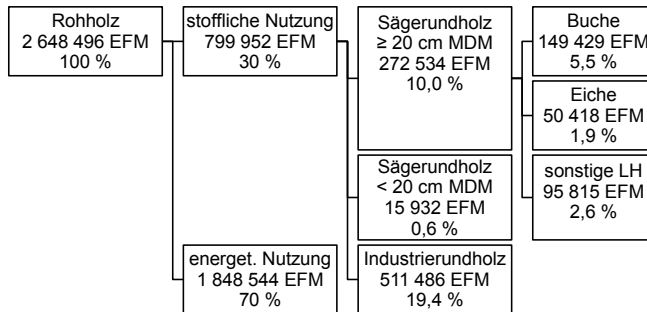 Rohholz
2 648 496 EFM
100 %
stoffliche Nutzung
799 952 EFM
30 %
Sägerundholz
≥ 20 cm MDM
272 534 EFM
10,0 %
Buche
149 429 EFM
5,5 %
Eiche
50 418 EFM
1,9 %
sonstige LH
95 815 EFM
2,6 %
Sägerundholz
< 20 cm MDM
15 932 EFM
0,6 %
energet. Nutzung
1 848 544 EFM
70 %
Industrierundholz
511 486 EFM
19,4 %